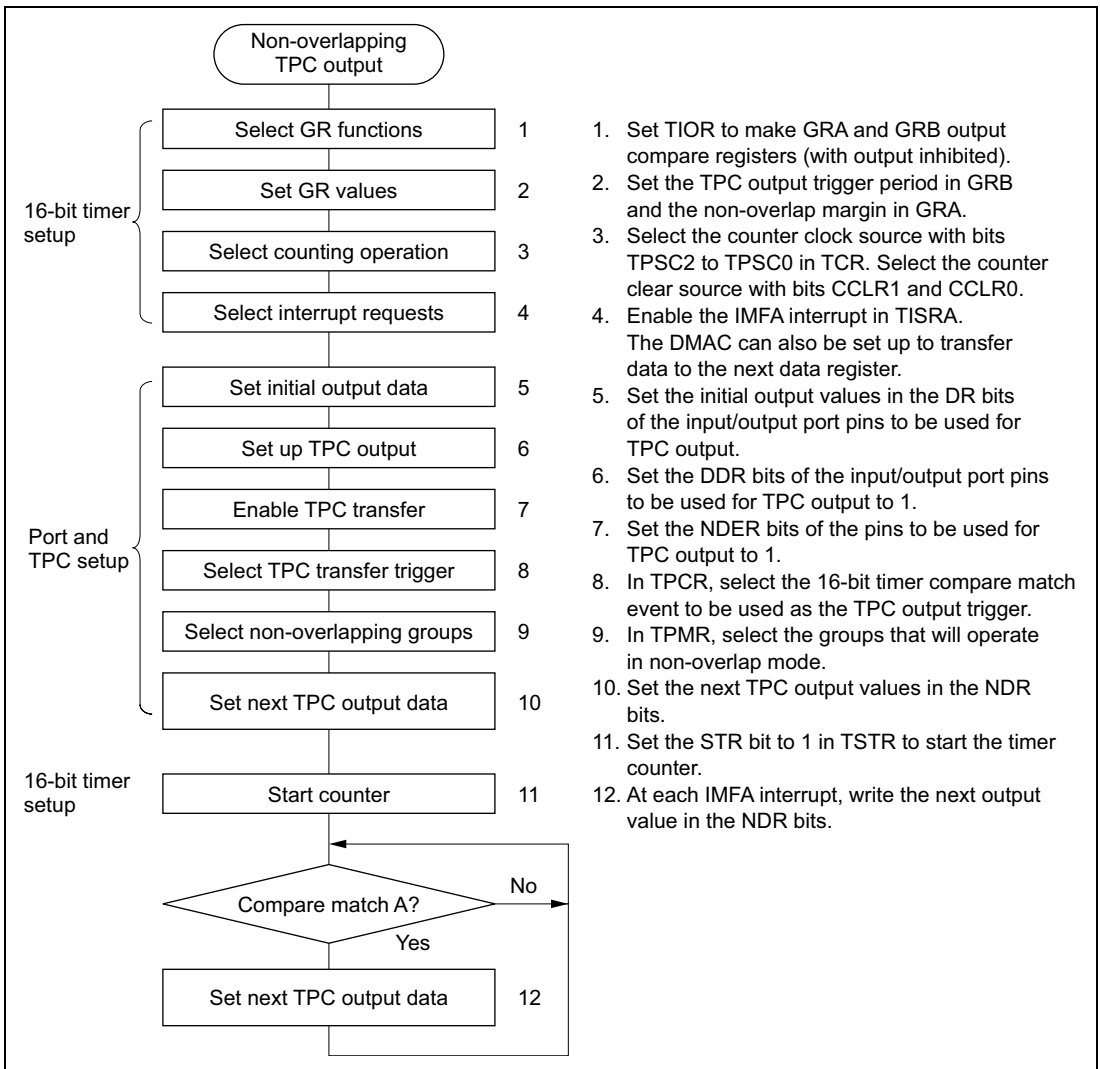 Non-overlapping
TPC output
16-bit timer
setup
Select GR functions 1
Set GR values 2
Select counting operation 3
Select interrupt requests 4
Port and
TPC setup
Set initial output data 5
Set up TPC output 6
Enable TPC transfer 7
Select TPC transfer trigger 8
Select non-overlapping groups 9
Set next TPC output data 10
16-bit timer
setup
Start counter 11
Compare match A?
No
Yes
Set next TPC output data 12
1. Set TIOR to make GRA and GRB output
compare registers (with output inhibited).
2. Set the TPC output trigger period in GRB
and the non-overlap margin in GRA.
3. Select the counter clock source with bits
TPSC2 to TPSC0 in TCR. Select the counter
clear source with bits CCLR1 and CCLR0.
4. Enable the IMFA interrupt in TISRA.
The DMAC can also be set up to transfer
data to the next data register.
5. Set the initial output values in the DR bits
of the input/output port pins to be used for
TPC output.
6. Set the DDR bits of the input/output port pins
to be used for TPC output to 1.
7. Set the NDER bits of the pins to be used for
TPC output to 1.
8. In TPCR, select the 16-bit timer compare match
event to be used as the TPC output trigger.
9. In TPMR, select the groups that will operate
in non-overlap mode.
10. Set the next TPC output values in the NDR
bits.
11. Set the STR bit to 1 in TSTR to start the timer
counter.
12. At each IMFA interrupt, write the next output
value in the NDR bits.